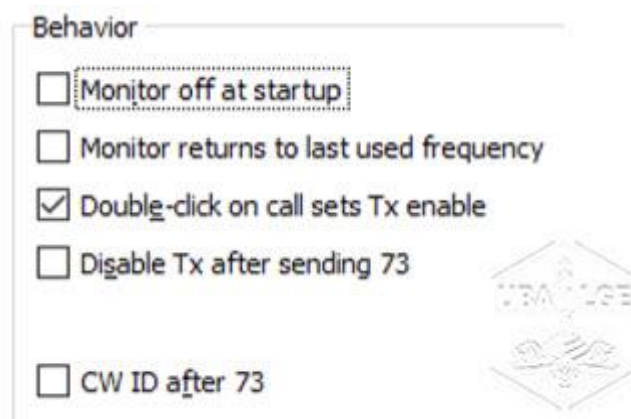 Behavior
Monitor off at startup
Monitor returns to last used frequency
Double-click on call sets Tx enable
Disable Tx after sending 73
CW ID after 73